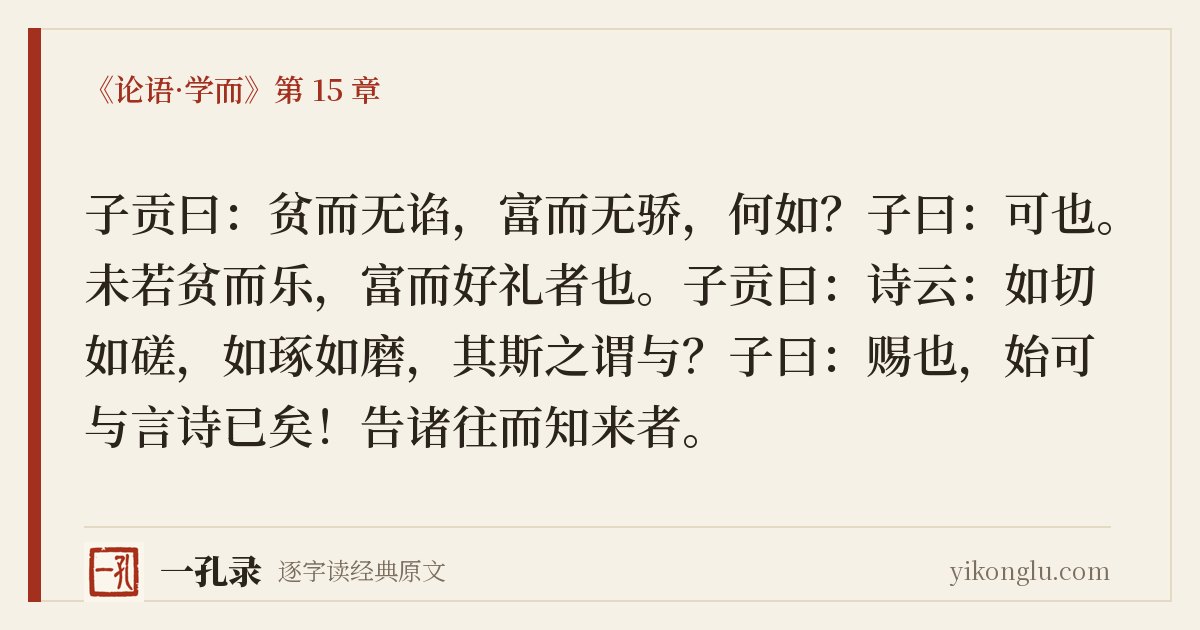 《论语·学而》第 15 章
子贡曰：贫而无谄，富而无骄，何如？子曰：可也。
未若贫而乐，富而好礼者也。子贡曰：诗云：如切
如磋，如琢如磨，其斯之谓与？子曰：赐也，始可
与言诗已矣！告诸往而知来者。
一孔
一孔录 逐字读经典原文 yikonglu.com